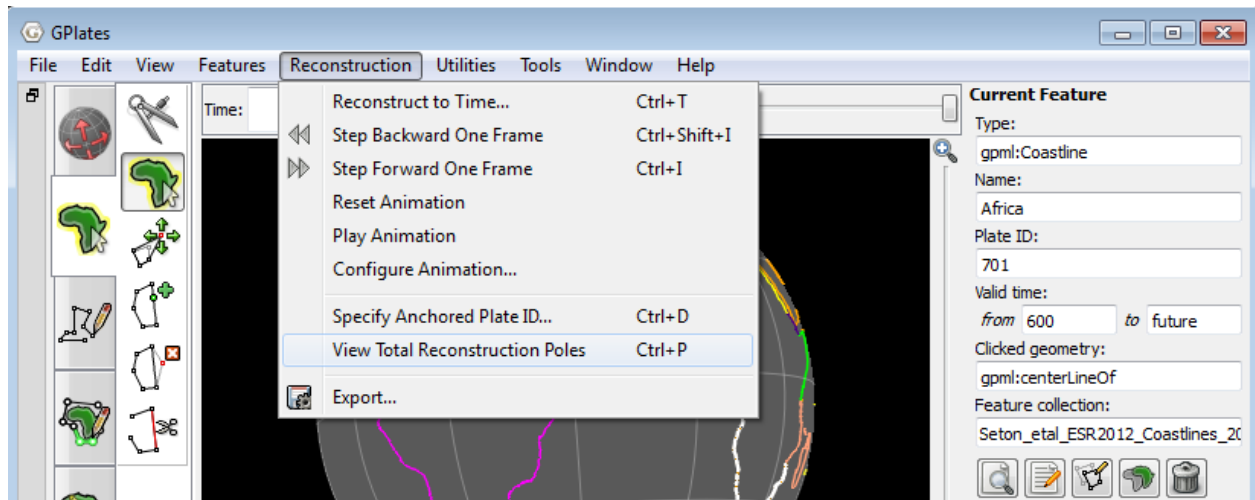 GPlates
File Edit View Features Reconstruction Utilities Tools Window Help
Time:
Reconstruct to Time... Ctrl+T
Step Backward One Frame Ctrl+Shift+I
Step Forward One Frame Ctrl+I
Reset Animation
Play Animation
Configure Animation...
Specify Anchored Plate ID... Ctrl+D
View Total Reconstruction Poles Ctrl+P
Export...
Current Feature
Type:
gpml:Coastline
Name:
Africa
Plate ID:
701
Valid time:
from 600 to future
Clicked geometry:
gpml:centerLineOf
Feature collection:
Seton_etal_ESR2012_Coastlines_20